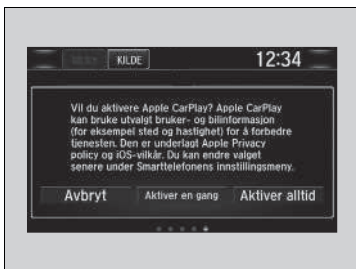 KILDE 12:34
Vil du aktivere Apple CarPlay? Apple CarPlay
kan bruke utvalgt bruker- og bilinformasjon
(for eksempel sted og hastighet) for å forbedre
tjenesten. Den er underlagt Apple Privacy
policy og iOS-vilkår. Du kan endre valget
senere under Smarttelefonens innstillingsmeny.
Avbryt Aktiver en gang Aktiver alltid